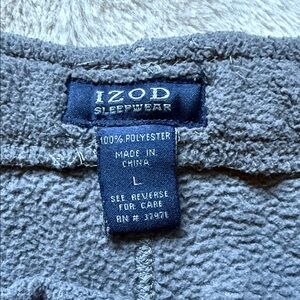 IZOD
SLEEPWEAR
100% POLYESTER
MADE IN
CHINA
L
SEE REVERSE
FOR CARE
RN # 37971